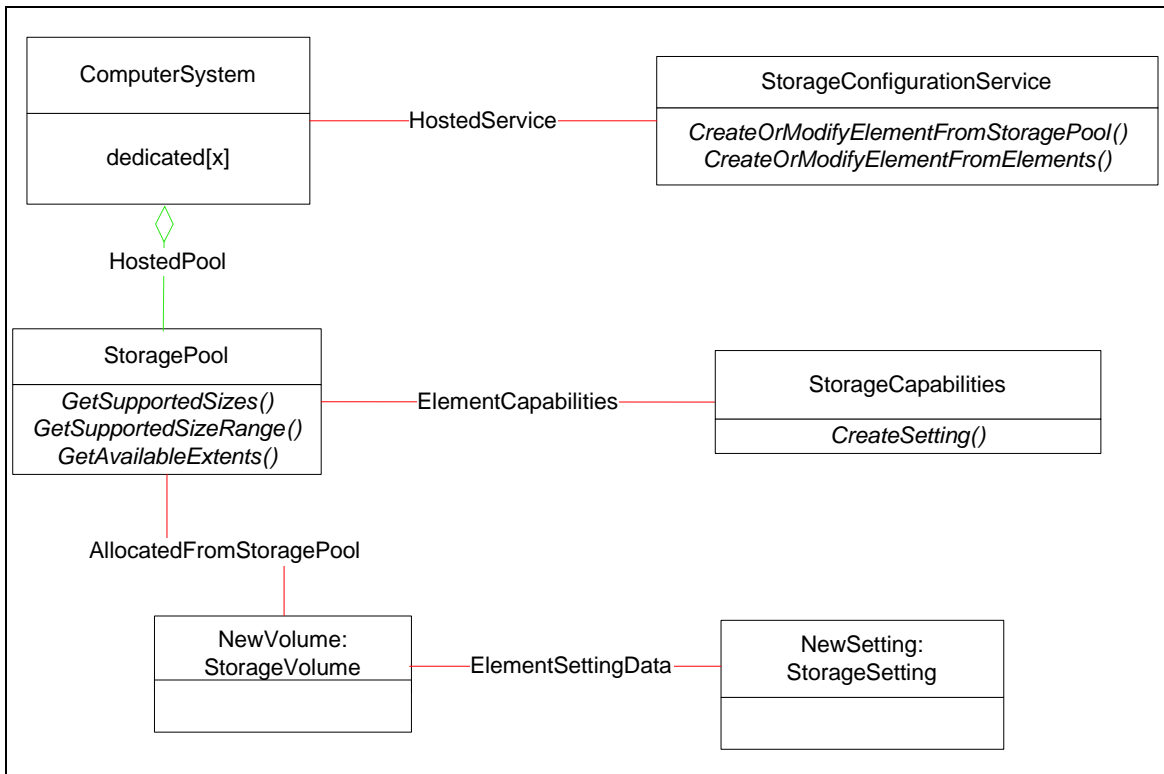 ComputerSystem
dedicated[x]
HostedService
StorageConfigurationService
CreateOrModifyElementFromStoragePool()
CreateOrModifyElementFromElements()
HostedPool
StoragePool
GetSupportedSizes()
GetSupportedSizeRange()
GetAvailableExtents()
ElementCapabilities
StorageCapabilities
CreateSetting()
AllocatedFromStoragePool
NewVolume:
StorageVolume
ElementSettingData
NewSetting:
StorageSetting